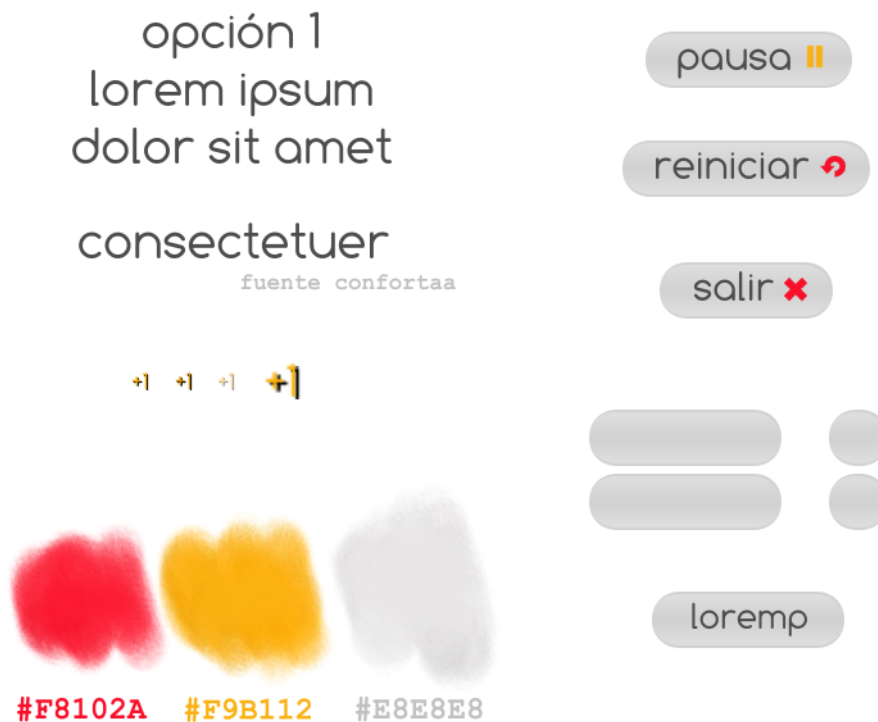 opción 1
lorem ipsum
dolor sit amet
consectetuer
fuente confortaa
+1 +1 +1 +1
#F8102A #F9B112 #E8E8E8
pausa
reiniciar
salir
loremp